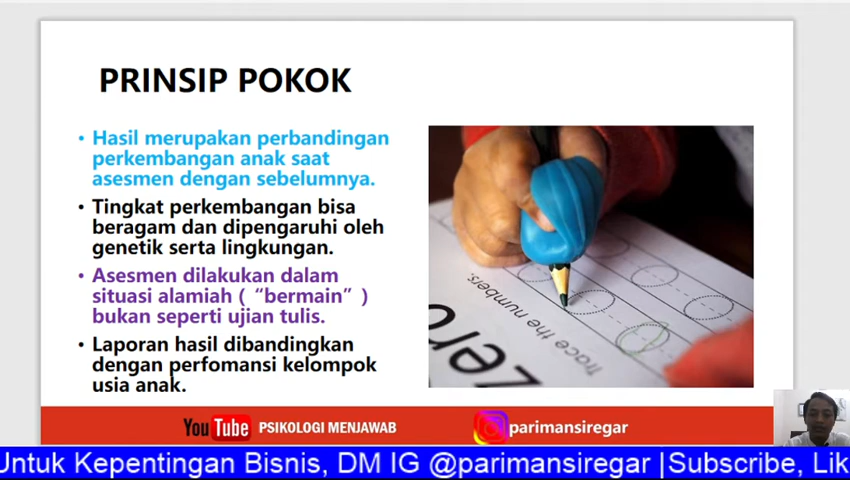 PRINSIP POKOK
• Hasil merupakan perbandingan
perkembangan anak saat
asesmen dengan sebelumnya.
• Tingkat perkembangan bisa
beragam dan dipengaruhi oleh
genetik serta lingkungan.
• Asesmen dilakukan dalam
situasi alamiah ( “bermain” )
bukan seperti ujian tulis.
• Laporan hasil dibandingkan
dengan perfomansi kelompok
usia anak.
Trace the numbers.
zero
YouTube PSIKOLOGI MENJAWAB
parimansiregar
Untuk Kepentingan Bisnis, DM IG @parimansiregar |Subscribe, Lik